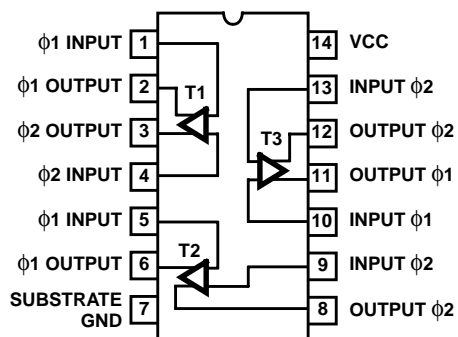 ϕ1 INPUT 1 14 VCC
ϕ1 OUTPUT 2 T1 13 INPUT ϕ2
ϕ2 OUTPUT 3 T3 12 OUTPUT ϕ2
ϕ2 INPUT 4 11 OUTPUT ϕ1
ϕ1 INPUT 5 10 INPUT ϕ1
ϕ1 OUTPUT 6 T2 9 INPUT ϕ2
SUBSTRATE
GND 7 8 OUTPUT ϕ2